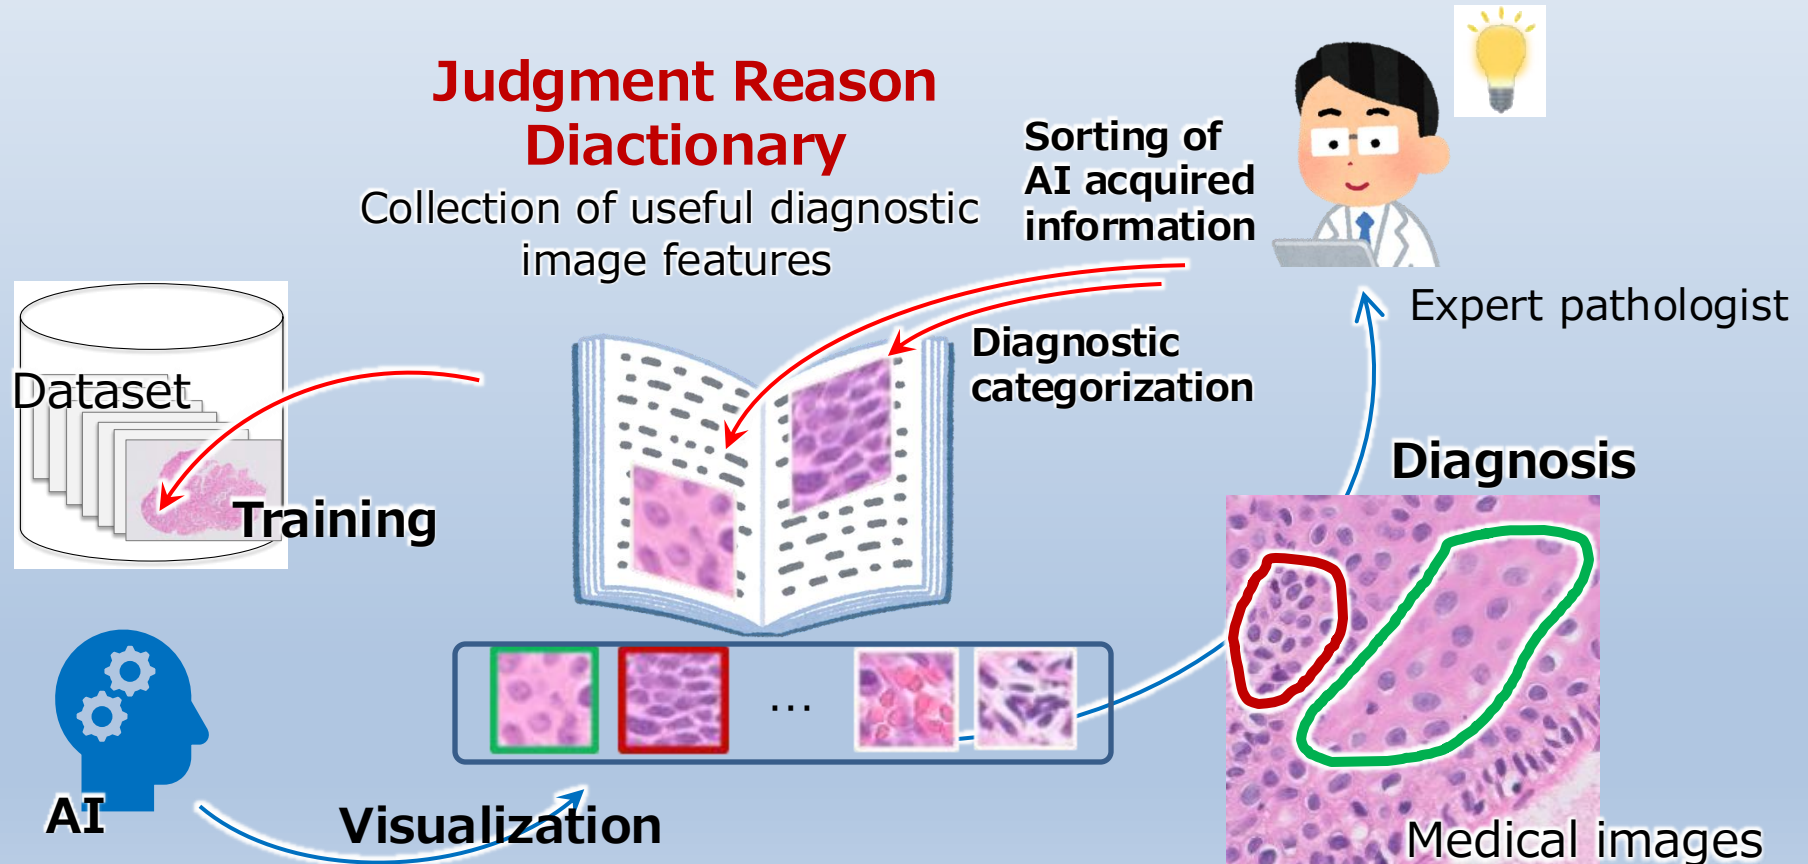 Judgment Reason
Diactionary
Collection of useful diagnostic
image features
Sorting of
AI acquired
information
Expert pathologist
Diagnostic
categorization
Dataset
Training
Diagnosis
...
AI
Visualization
Medical images